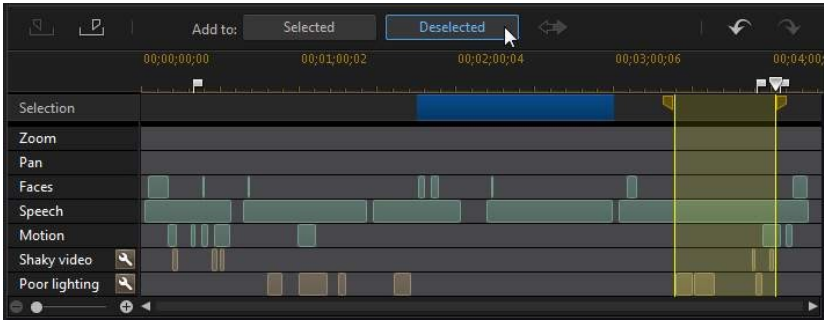 Add to: Selected Deselected
00;00;00;00 00;01;00;02 00;02;00;04 00;03;00;06 00;04;00;
Selection
Zoom
Pan
Faces
Speech
Motion
Shaky video
Poor lighting